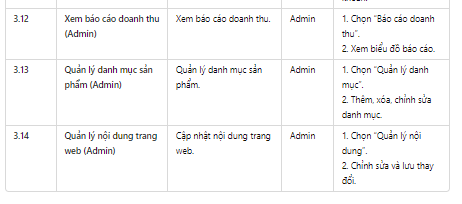 3.12
Xem báo cáo doanh thu
(Admin)
Xem báo cáo doanh thu.
Admin
1. Chọn "Báo cáo doanh
thu".
2. Xem biểu đồ báo cáo.
3.13
Quản lý danh mục sản
phẩm (Admin)
Quản lý danh mục sản
phẩm.
Admin
1. Chọn "Quản lý danh
mục".
2. Thêm, xóa, chỉnh sửa
danh mục.
3.14
Quản lý nội dung trang
web (Admin)
Cập nhật nội dung trang
web.
Admin
1. Chọn "Quản lý nội
dung".
2. Chỉnh sửa và lưu thay
đổi.